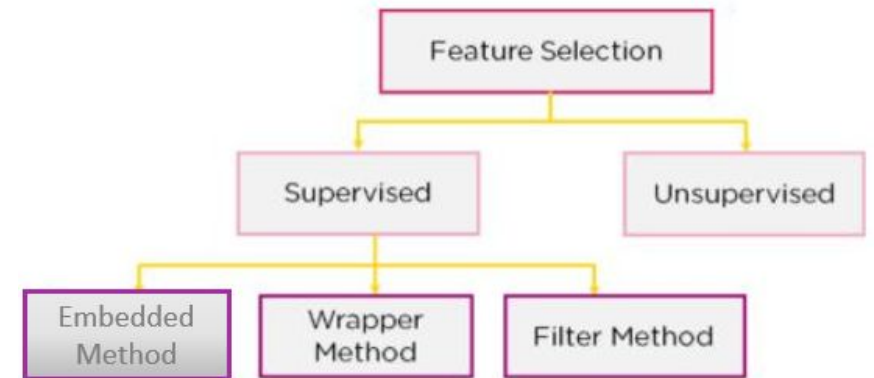 Feature Selection
Supervised
Unsupervised
Embedded
Method
Wrapper
Method
Filter Method